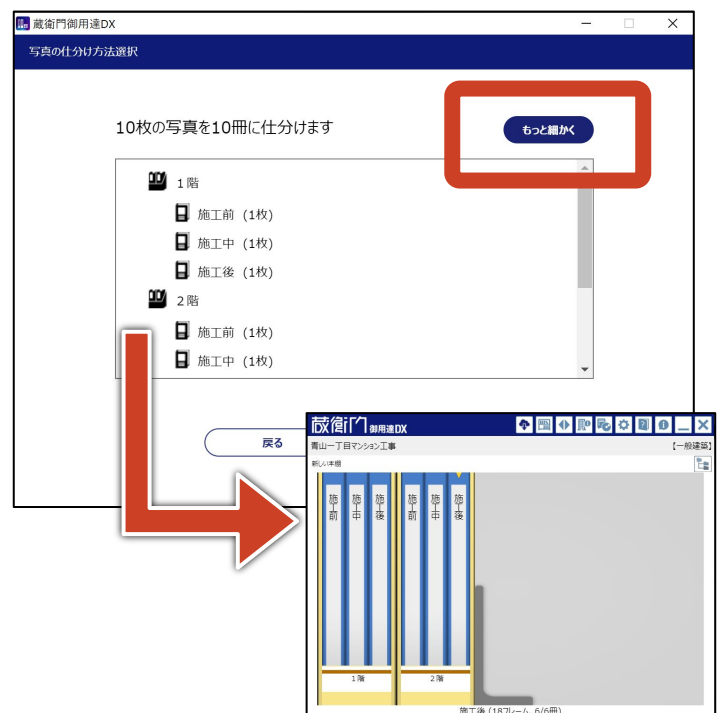 蔵衛門御用達DX
写真の仕分け方法選択
10枚の写真を10冊に仕分けます
もっと細かく
1階
施工前 (1枚)
施工中 (1枚)
施工後 (1枚)
2階
施工前 (1枚)
施工中 (1枚)
戻る
蔵衛門御用達DX
青山一丁目マンション工事
【一般建築】
新しい本棚
施工前
施工中
施工後
施工前
施工中
施工後
1階
2階
施工後 (18フレーム, 6/6冊)